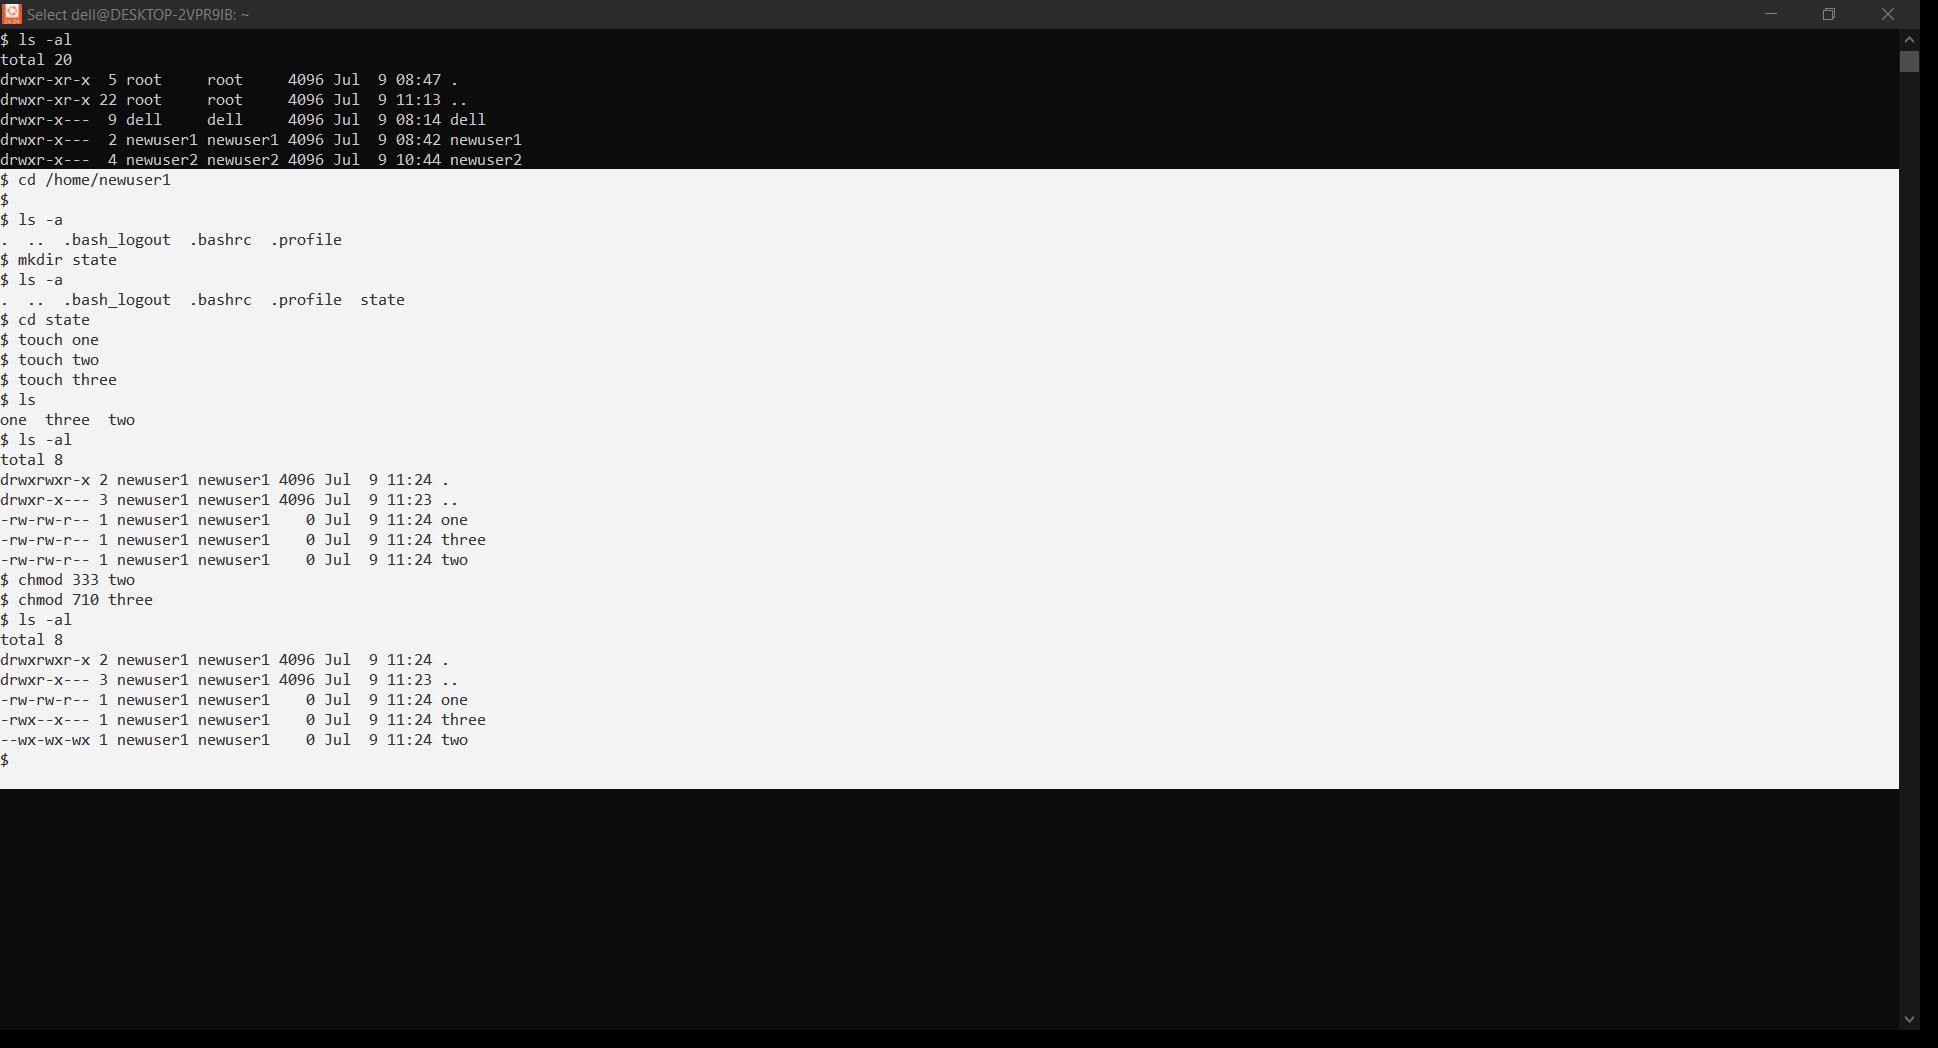 Select dell@DESKTOP-2VPR9IB: ~
$ ls -al
total 20
drwxr-xr-x  5 root     root     4096 Jul  9 08:47 .
drwxr-xr-x 22 root     root     4096 Jul  9 11:13 ..
drwxr-x---  9 dell     dell     4096 Jul  9 08:14 dell
drwxr-x---  2 newuser1 newuser1 4096 Jul  9 08:42 newuser1
drwxr-x---  4 newuser2 newuser2 4096 Jul  9 10:44 newuser2
$ cd /home/newuser1
$
$ ls -a
.  ..  .bash_logout  .bashrc  .profile
$ mkdir state
$ ls -a
.  ..  .bash_logout  .bashrc  .profile  state
$ cd state
$ touch one
$ touch two
$ touch three
$ ls
one  three  two
$ ls -al
total 8
drwxrwxr-x 2 newuser1 newuser1 4096 Jul  9 11:24 .
drwxr-x--- 3 newuser1 newuser1 4096 Jul  9 11:23 ..
-rw-rw-r-- 1 newuser1 newuser1    0 Jul  9 11:24 one
-rw-rw-r-- 1 newuser1 newuser1    0 Jul  9 11:24 three
-rw-rw-r-- 1 newuser1 newuser1    0 Jul  9 11:24 two
$ chmod 333 two
$ chmod 710 three
$ ls -al
total 8
drwxrwxr-x 2 newuser1 newuser1 4096 Jul  9 11:24 .
drwxr-x--- 3 newuser1 newuser1 4096 Jul  9 11:23 ..
-rw-rw-r-- 1 newuser1 newuser1    0 Jul  9 11:24 one
-rwx--x--- 1 newuser1 newuser1    0 Jul  9 11:24 three
--wx-wx-wx 1 newuser1 newuser1    0 Jul  9 11:24 two
$